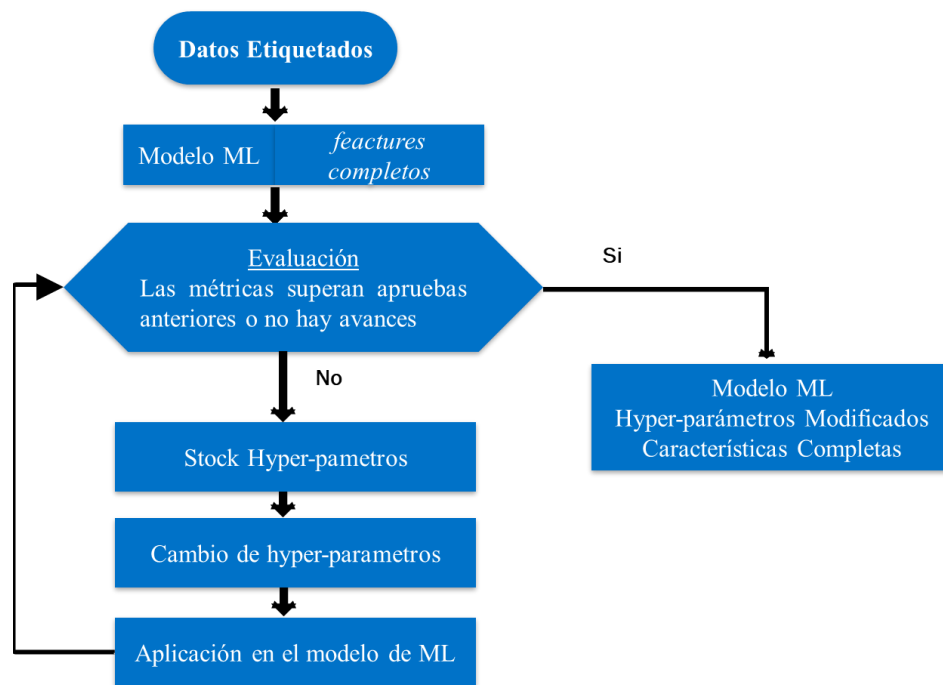 Datos Etiquetados
Modelo ML
feactures
completos
Evaluación
Las métricas superan apruebas
anteriores o no hay avances
Si
No
Modelo ML
Hyper-parámetros Modificados
Características Completas
Stock Hyper-pametros
Cambio de hyper-parametros
Aplicación en el modelo de ML